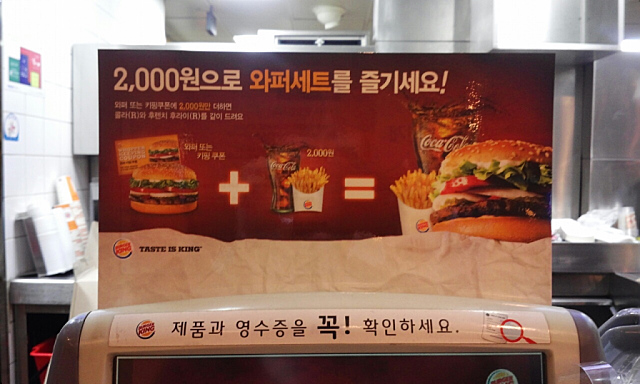 2,000원으로 와퍼세트를 즐기세요!
와퍼 또는 키킹쿠폰에 2,000원만 더하면
콜라(R)와 후렌치 후라이(R)를 같이 드려요
와퍼 또는
키킹 쿠폰
2,000원
Coca-Cola
BURGER KING
TASTE IS KING
BURGER KING
제품과 영수증을 꼭! 확인하세요.